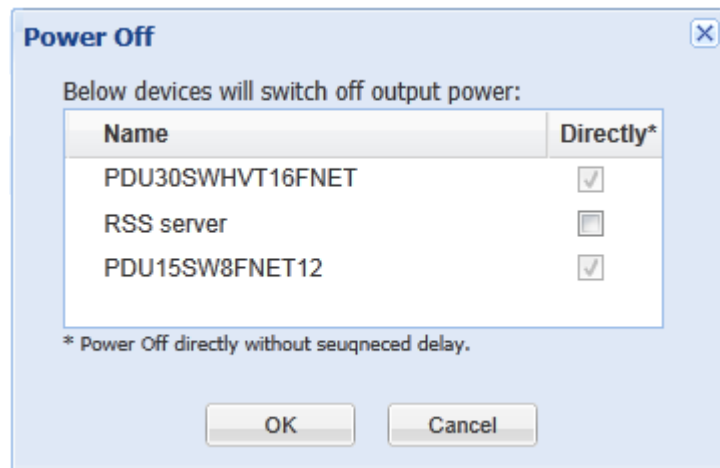 Power Off
Below devices will switch off output power:
Name Directly*
PDU30SWHVT16FNET
RSS server
PDU15SW8FNET12
* Power Off directly without seuqneced delay.
OK Cancel